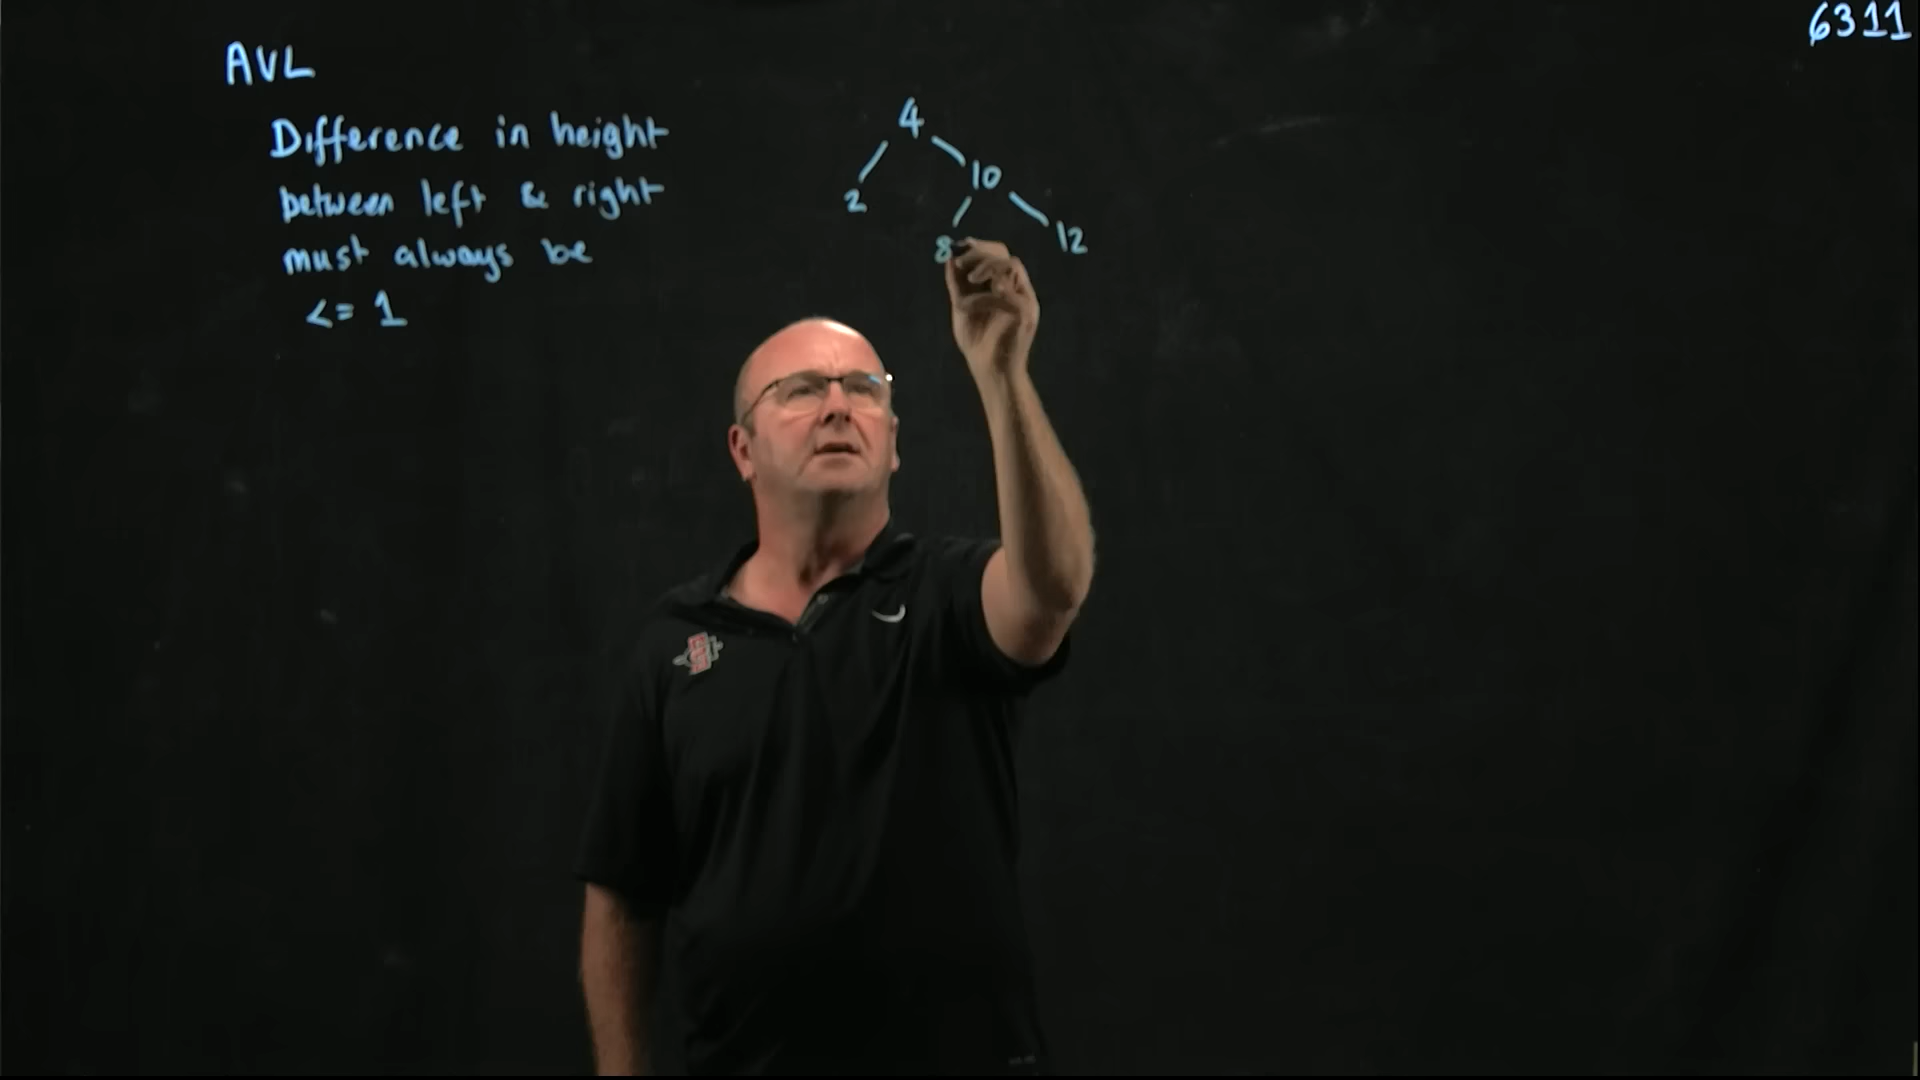 6311
AVL
Difference in height
between left & right
must always be
<= 1
4
10
2
8
12